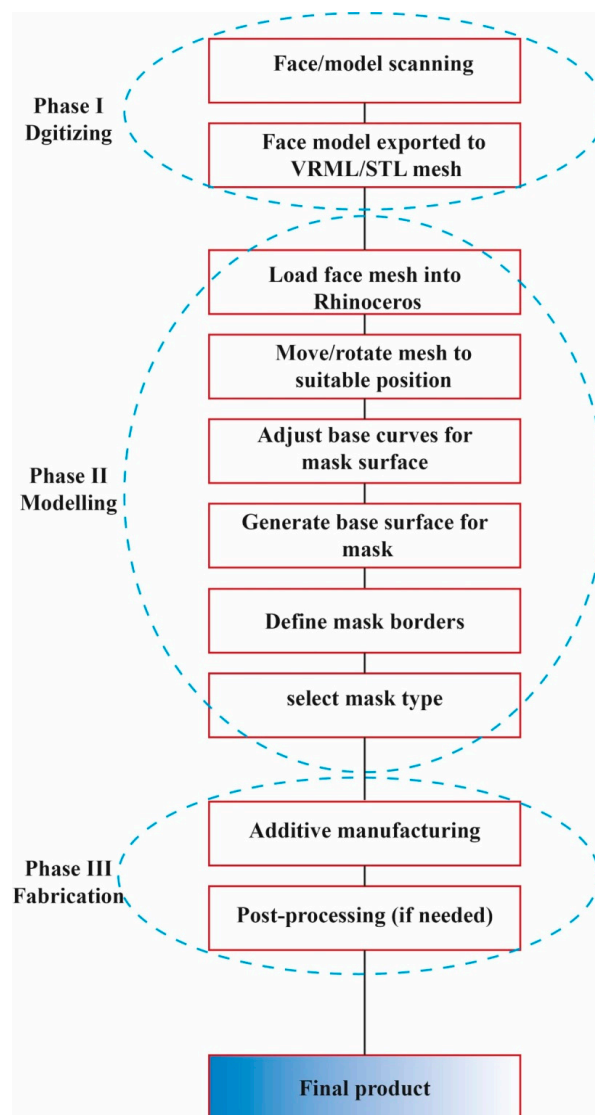 Face/model scanning
Phase I
Dgitizing
Face model exported to
VRML/STL mesh
Load face mesh into
Rhinoceros
Move/rotate mesh to
suitable position
Adjust base curves for
mask surface
Phase II
Modelling
Generate base surface for
mask
Define mask borders
select mask type
Additive manufacturing
Phase III
Fabrication
Post-processing (if needed)
Final product